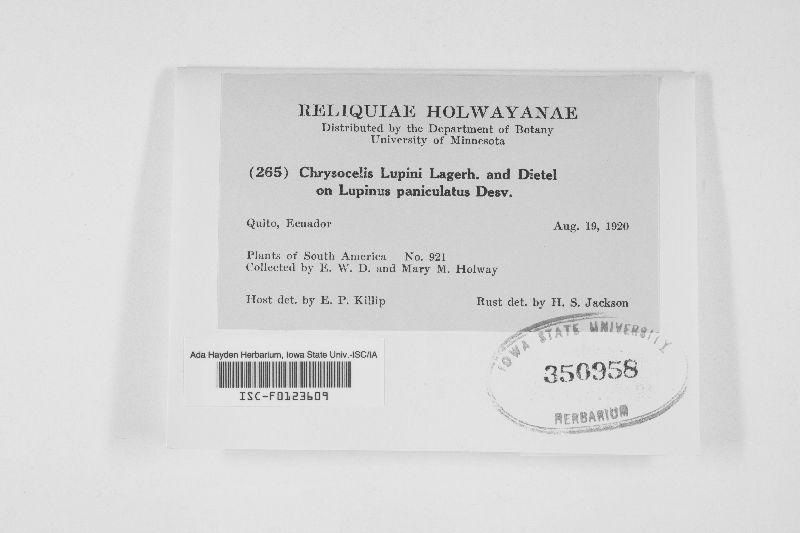 RELIQUIAE HOLWAYANAE
Distributed by the Department of Botany
University of Minnesota
(265) Chrysocelis Lupini Lagerh. and Dietel
on Lupinus paniculatus Desv.
Quito, Ecuador Aug. 19, 1920
Plants of South America No. 921
Collected by E. W. D. and Mary M. Holway
Host det. by E. P. Killip Rust det. by H. S. Jackson
Ada Hayden Herbarium, Iowa State Univ.-ISC/IA
ISC-F0123609
IOWA STATE UNIVERSITY
350958
HERBARIUM